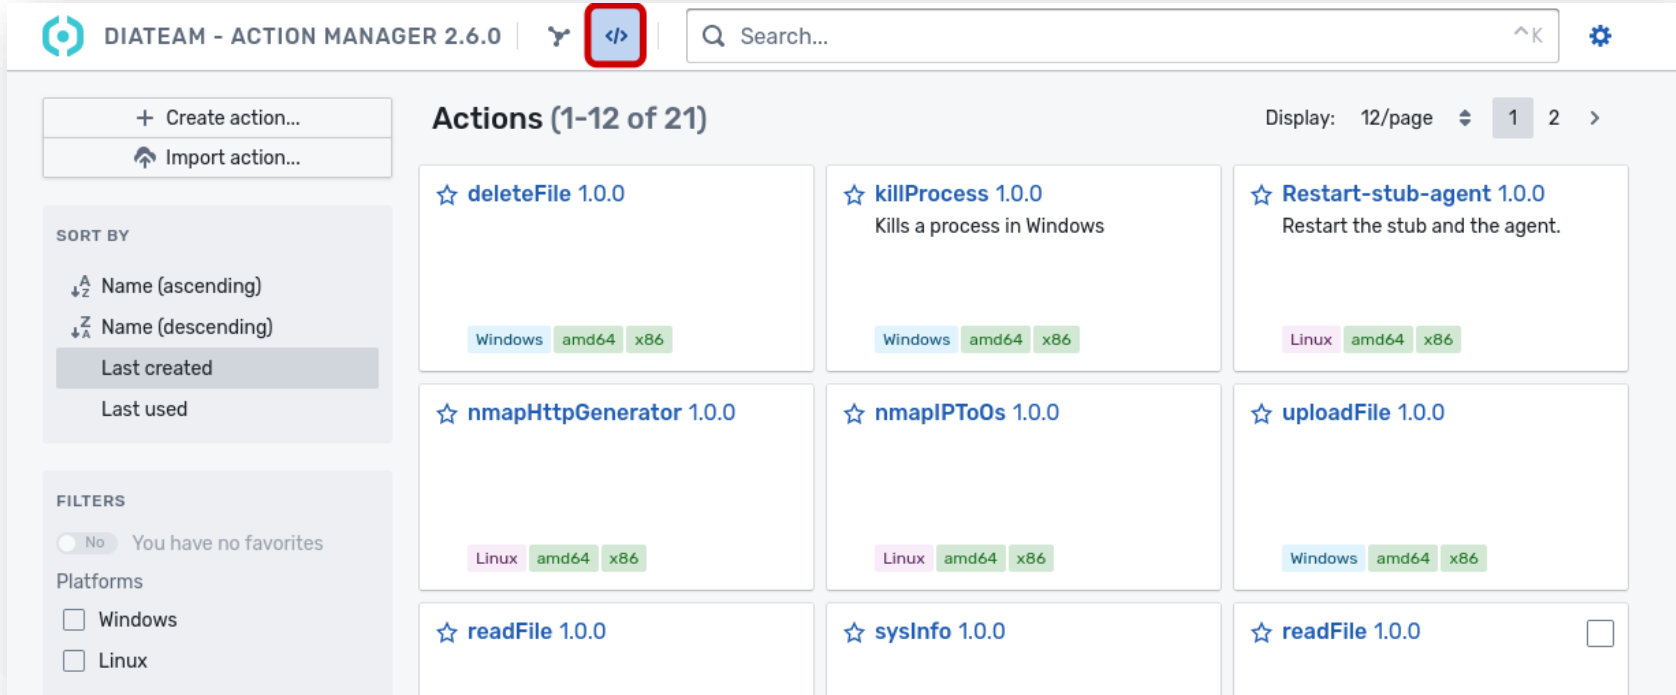 DIATEAM - ACTION MANAGER 2.6.0
</>
Search...
^K
Create action...
Import action...
SORT BY
Name (ascending)
Name (descending)
Last created
Last used
FILTERS
No You have no favorites
Platforms
Windows
Linux
Actions (1-12 of 21)
Display: 12/page 1 2
deleteFile 1.0.0
Windows amd64 x86
killProcess 1.0.0
Kills a process in Windows
Windows amd64 x86
Restart-stub-agent 1.0.0
Restart the stub and the agent.
Linux amd64 x86
nmapHttpGenerator 1.0.0
Linux amd64 x86
nmapIPToOs 1.0.0
Linux amd64 x86
uploadFile 1.0.0
Windows amd64 x86
readFile 1.0.0
sysInfo 1.0.0
readFile 1.0.0